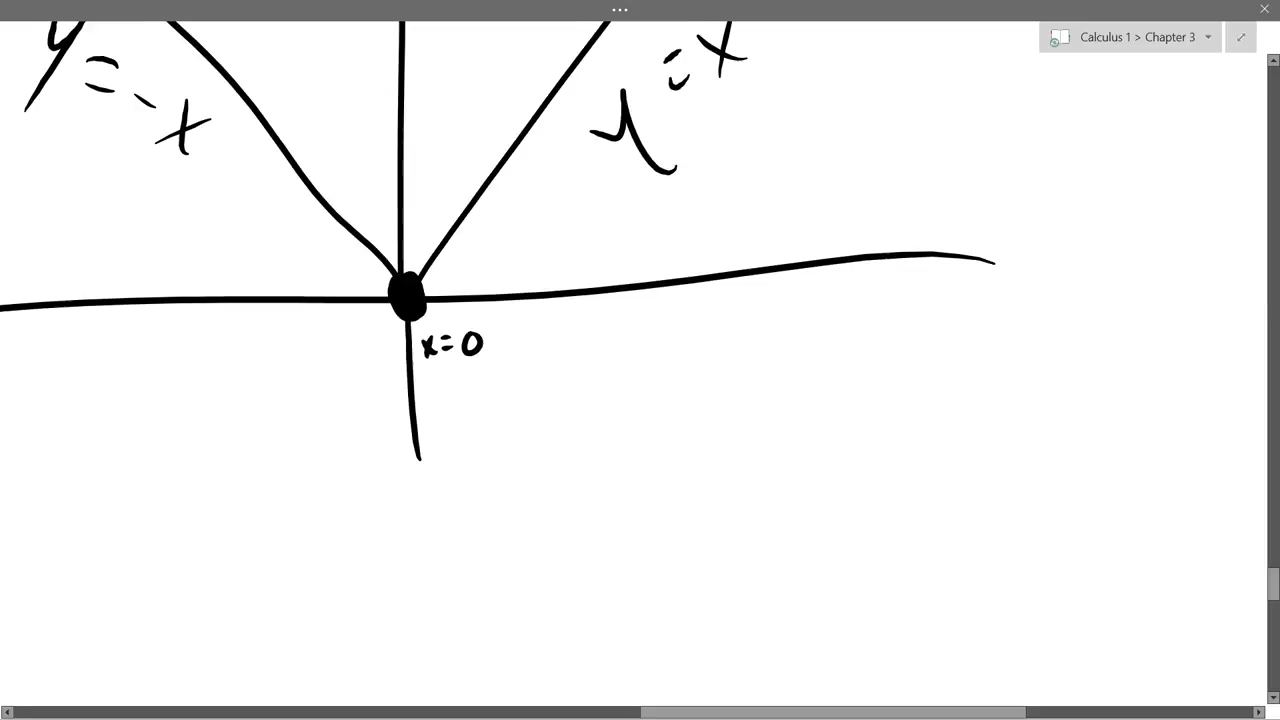 Calculus 1 > Chapter 3
y = -x
y = x
x = 0